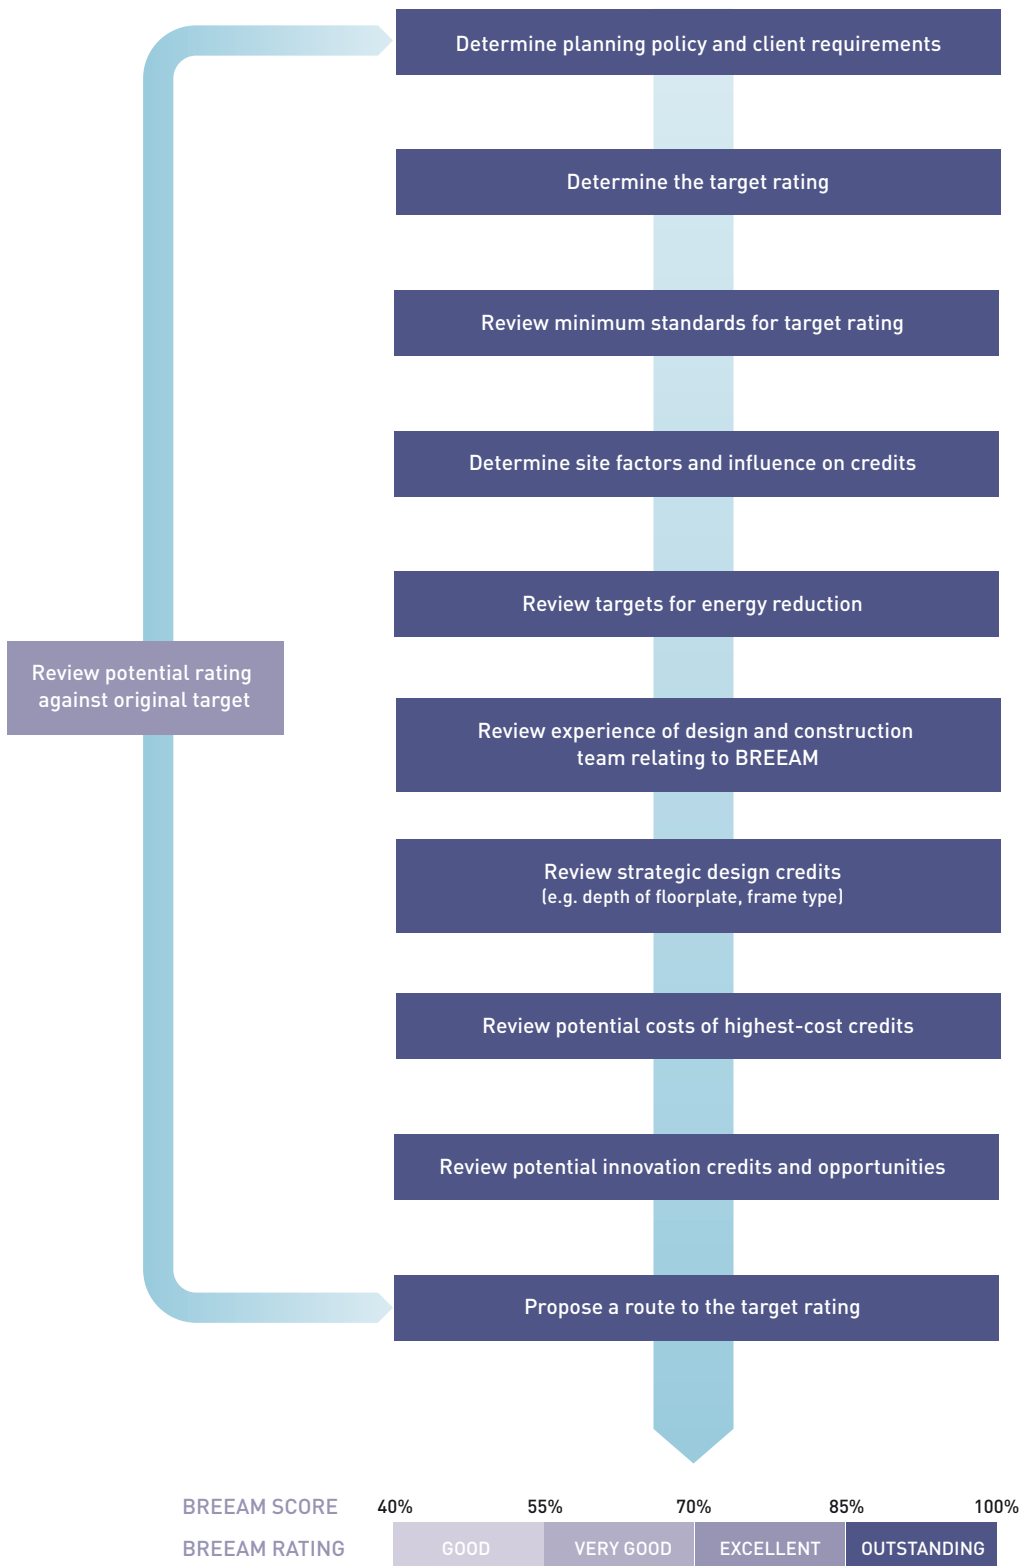 Determine planning policy and client requirements
Determine the target rating
Review minimum standards for target rating
Determine site factors and influence on credits
Review targets for energy reduction
Review potential rating
against original target
Review experience of design and construction
team relating to BREEAM
Review strategic design credits
(e.g. depth of floorplate, frame type)
Review potential costs of highest-cost credits
Review potential innovation credits and opportunities
Propose a route to the target rating
BREEAM SCORE 40% 55% 70% 85% 100%
BREEAM RATING GOOD VERY GOOD EXCELLENT OUTSTANDING